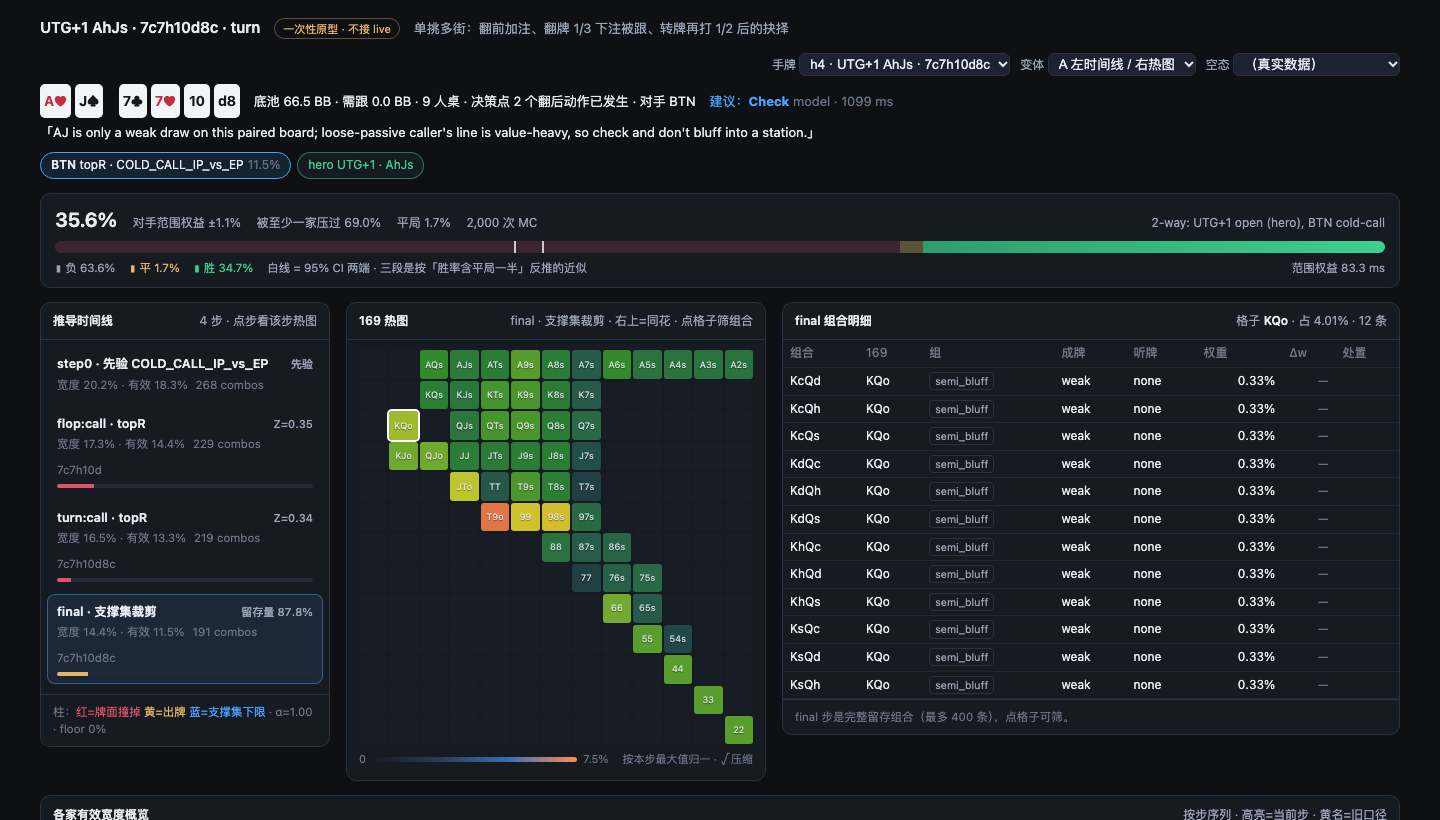 UTG+1 AhJs · 7c7h10d8c · turn 一次性原型 · 不接 live 单挑多街：翻前加注、翻牌 1/3 下注被跟、转牌再打 1/2 后的抉择
手牌 h4 · UTG+1 AhJs · 7c7h10d8c 变体 A 左时间线 / 右热图 空态 （真实数据）
A♥ J♠ 7♣ 7♥ 10 d8 底池 66.5 BB · 需跟 0.0 BB · 9 人桌 · 决策点 2 个翻后动作已发生 · 对手 BTN 建议： Check model · 1099 ms
「AJ is only a weak draw on this paired board; loose-passive caller's line is value-heavy, so check and don't bluff into a station.」
BTN topR · COLD_CALL_IP_vs_EP 11.5% hero UTG+1 · AhJs
35.6% 对手范围权益 ±1.1% 被至少一家压过 69.0% 平局 1.7% 2,000 次 MC 2-way: UTG+1 open (hero), BTN cold-call
负 63.6% 平 1.7% 胜 34.7% 白线 = 95% CI 两端 · 三段是按「胜率含平局一半」反推的近似 范围权益 83.3 ms
推导时间线 4 步 · 点步看该步热图
step0 · 先验 COLD_CALL_IP_vs_EP 先验
宽度 20.2% · 有效 18.3% 268 combos
flop:call · topR Z=0.35
宽度 17.3% · 有效 14.4% 229 combos
7c7h10d
turn:call · topR Z=0.34
宽度 16.5% · 有效 13.3% 219 combos
7c7h10d8c
final · 支撑集裁剪 留存量 87.8%
宽度 14.4% · 有效 11.5% 191 combos
7c7h10d8c
柱：红=牌面撞掉 黄=出牌 蓝=支撑集下限 · α=1.00
· floor 0%
169 热图 final · 支撑集裁剪 · 右上=同花 · 点格子筛组合
AQs AJs ATs A9s A8s A7s A6s A5s A4s A3s A2s
KQs KJs KTs K9s K8s K7s
KQo QJs QTs Q9s Q8s Q7s
KJo QJo JJ JTs J9s J8s J7s
JTo TT T9s T8s T7s
T9o 99 98s 97s
88 87s 86s
77 76s 75s
66 65s
55 54s
44
33
22
0 7.5% 按本步最大值归一 · √压缩
final 组合明细 格子 KQo · 占 4.01% · 12 条
组合 169 组 成牌 听牌 权重 Δw 处置
KcQd KQo semi_bluff weak none 0.33% —
KcQh KQo semi_bluff weak none 0.33% —
KcQs KQo semi_bluff weak none 0.33% —
KdQc KQo semi_bluff weak none 0.33% —
KdQh KQo semi_bluff weak none 0.33% —
KdQs KQo semi_bluff weak none 0.33% —
KhQc KQo semi_bluff weak none 0.33% —
KhQd KQo semi_bluff weak none 0.33% —
KhQs KQo semi_bluff weak none 0.33% —
KsQc KQo semi_bluff weak none 0.33% —
KsQd KQo semi_bluff weak none 0.33% —
KsQh KQo semi_bluff weak none 0.33% —
final 步是完整留存组合（最多 400 条），点格子可筛。
各家有效宽度概览 按步序列 · 高亮=当前步 · 黄名=旧口径